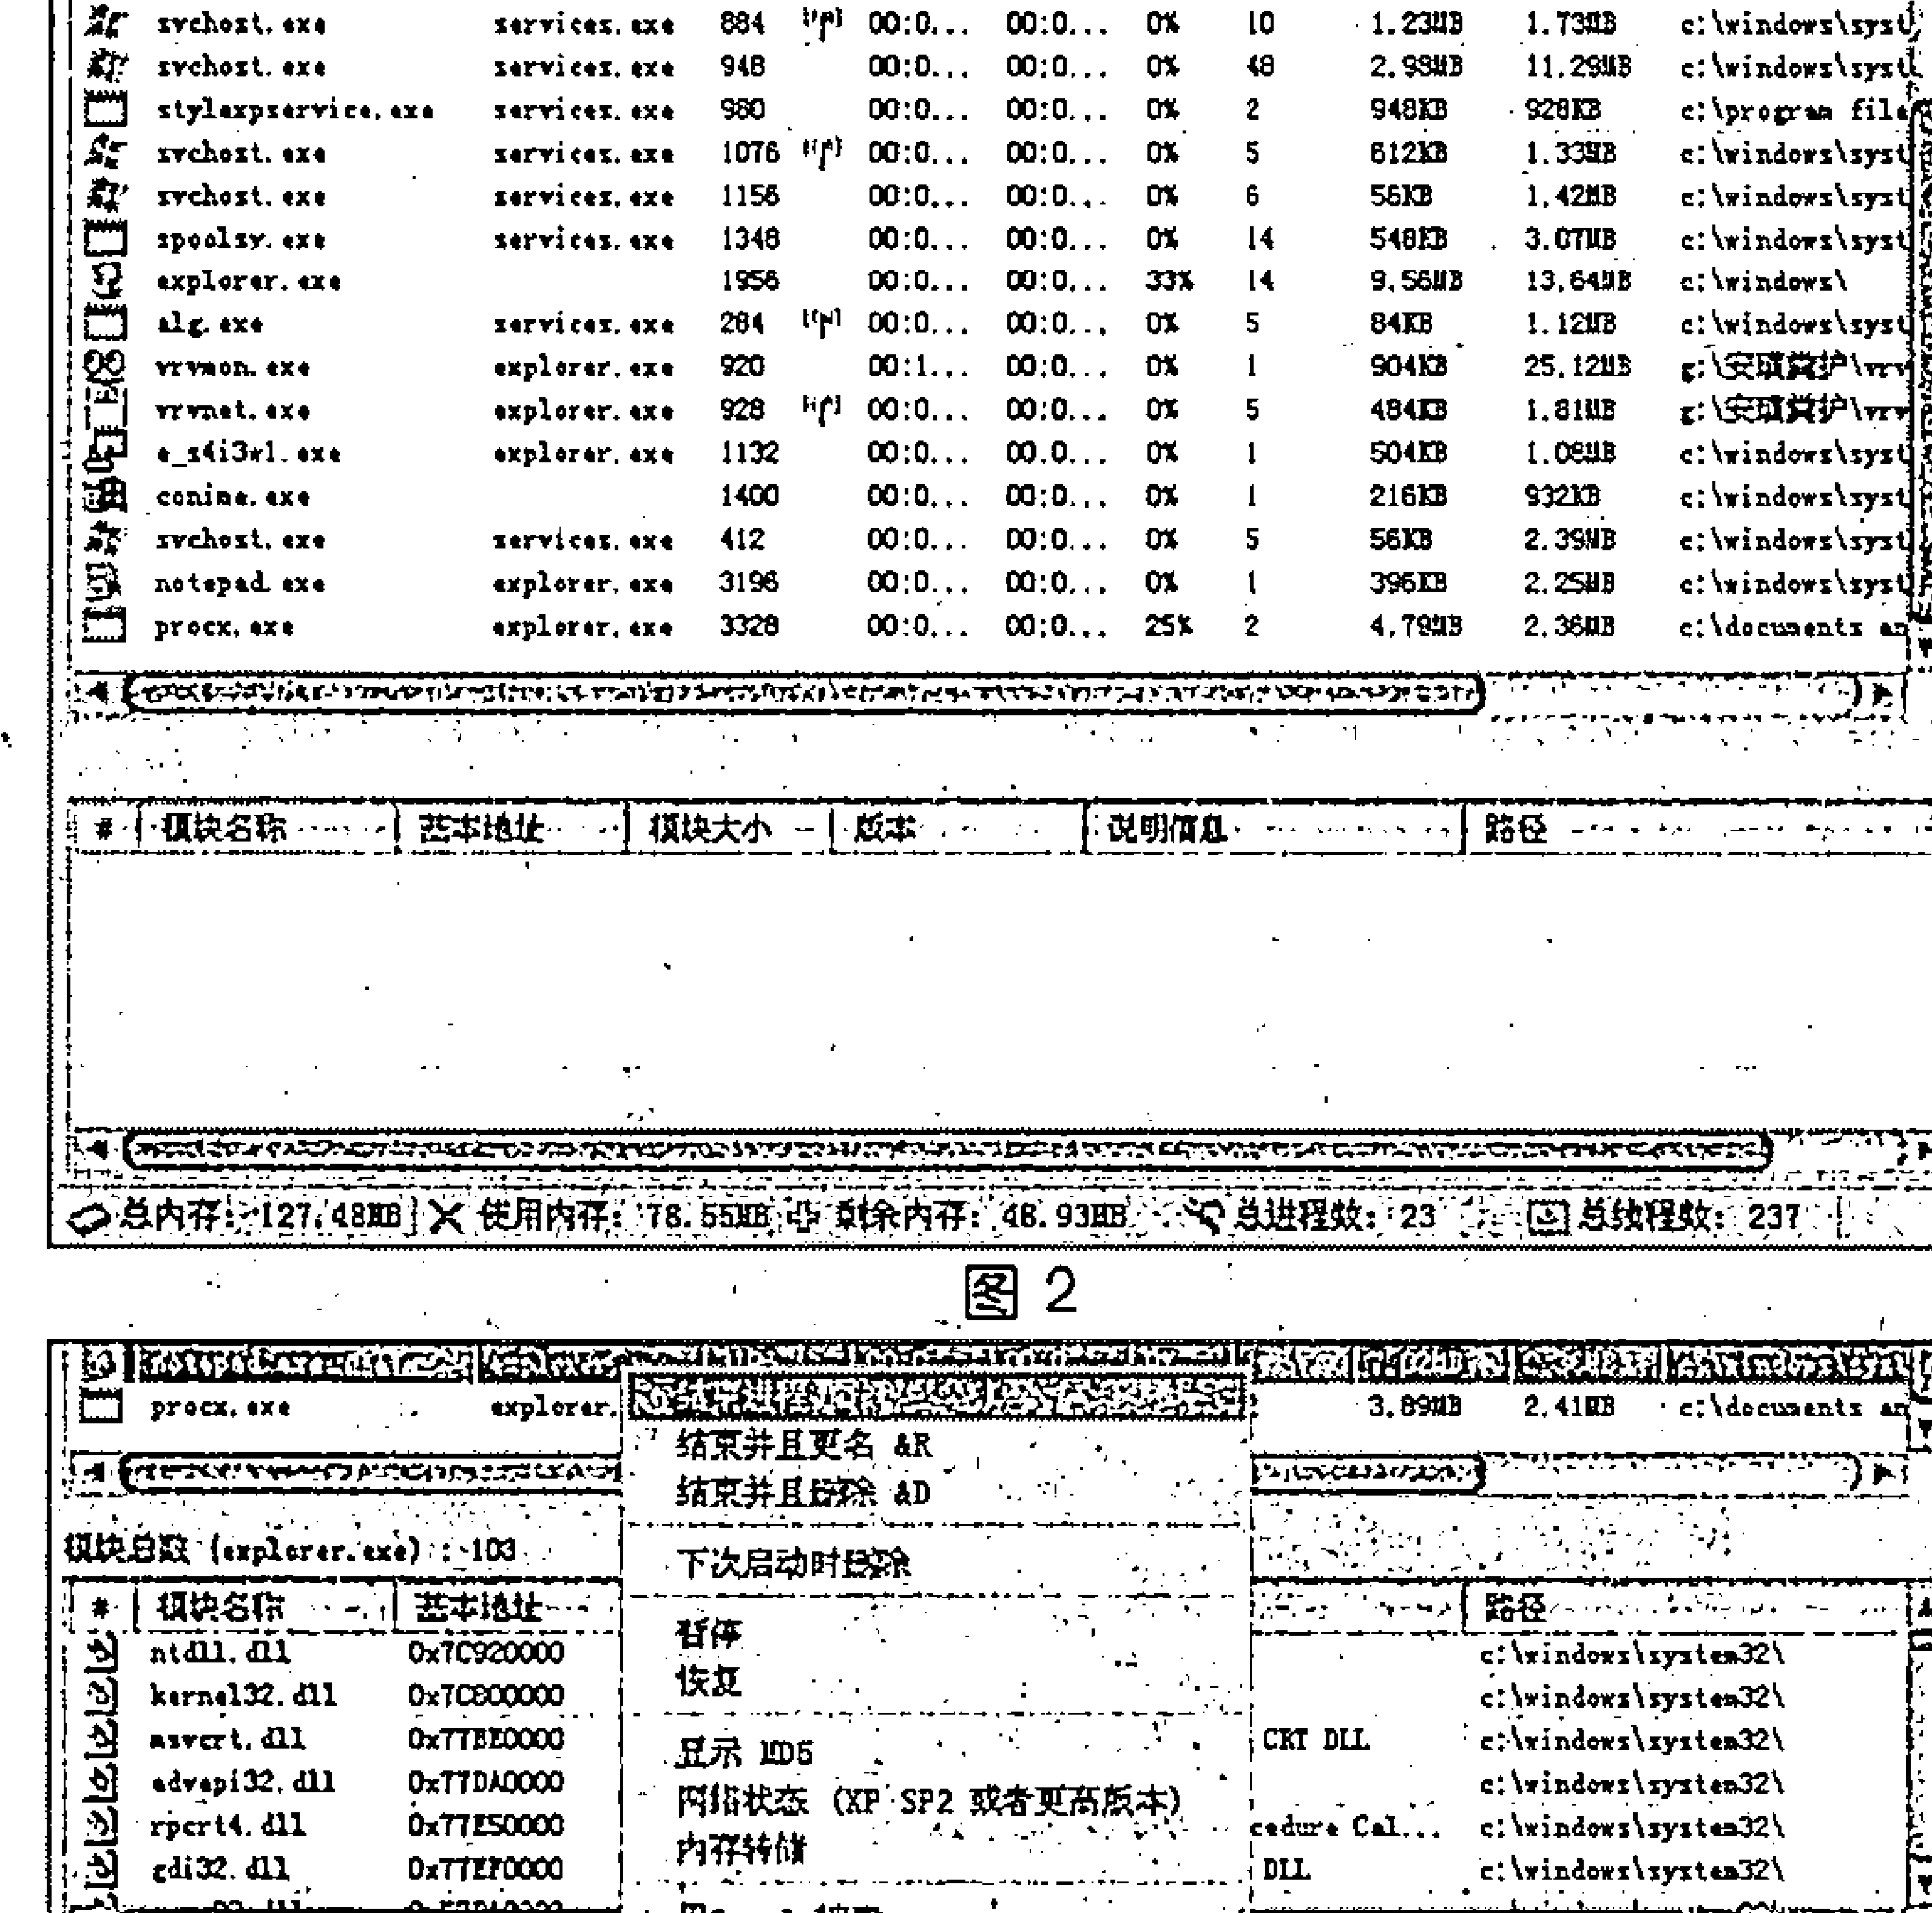 svchost.exe services.exe 884 00:0... 00:0... 0% 10 1.23MB 1.73MB c:\windows\syst
svchost.exe services.exe 948 00:0... 00:0... 0% 48 2.99MB 11.29MB c:\windows\syst
stylexpservice.exe services.exe 980 00:0... 00:0... 0% 2 948KB 928KB c:\program file
svchost.exe services.exe 1076 00:0... 00:0... 0% 5 612KB 1.33MB c:\windows\syst
svchost.exe services.exe 1156 00:0... 00:0... 0% 6 56KB 1.42MB c:\windows\syst
spoolsv.exe services.exe 1348 00:0... 00:0... 0% 14 548KB 3.07MB c:\windows\syst
explorer.exe 1956 00:0... 00:0... 33% 14 9.56MB 13.64MB c:\windows\
alg.exe services.exe 284 00:0... 00:0... 0% 5 84KB 1.12MB c:\windows\syst
vrvmon.exe explorer.exe 920 00:1... 00:0... 0% 1 904KB 25.12MB
vrvnet.exe explorer.exe 928 00:0... 00:0... 0% 5 484KB 1.81MB
e_s4i3w1.exe explorer.exe 1132 00:0... 00:0... 0% 1 504KB 1.08MB c:\windows\syst
conime.exe 1400 00:0... 00:0... 0% 1 216KB 932KB c:\windows\syst
svchost.exe services.exe 412 00:0... 00:0... 0% 5 56KB 2.39MB c:\windows\syst
notepad.exe explorer.exe 3196 00:0... 00:0... 0% 1 396KB 2.25MB c:\windows\syst
procx.exe explorer.exe 3328 00:0... 00:0... 25% 2 4.79MB 2.36MB c:\documents an
# 模块名称 基本地址 模块大小 版本 说明信息 路径
总内存: 127.48MB 使用内存: 78.55MB 剩余内存: 48.93MB 总进程数: 23 总线程数: 237
图 2
procx.exe explorer. 3.89MB 2.41MB c:\documents an
结束并且更名 &R
结束并且删除 &D
模块总数 (explorer.exe) : 103
下次启动时删除
# 模块名称 基本地址 路径
暂停
ntdll.dll 0x7C920000 c:\windows\system32\
恢复
kernel32.dll 0x7C800000 c:\windows\system32\
msvcrt.dll 0x77BE0000 显示 MD5 CRT DLL c:\windows\system32\
advapi32.dll 0x77DA0000 网络状态 (XP SP2 或者更高版本) c:\windows\system32\
rpcrt4.dll 0x77E50000 cedure Cal... c:\windows\system32\
gdi32.dll 0x77EF0000 内存转储 DLL c:\windows\system32\